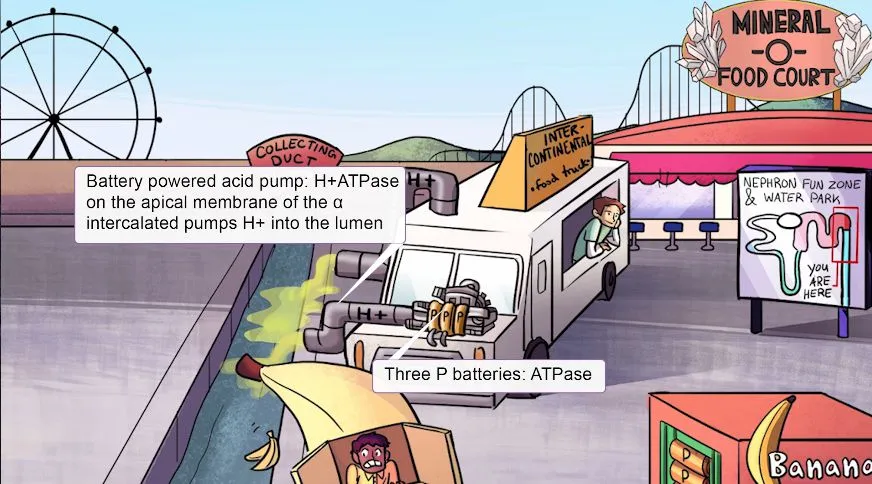 MINERAL
-O-
FOOD COURT
COLLECTING
DUCT
INTER-
CONTINENTAL
•food truck•
Battery powered acid pump: H+ATPase
on the apical membrane of the α
intercalated pumps H+ into the lumen
H+
NEPHRON FUN ZONE
& WATER PARK
YOU
ARE
HERE
H+
P P P
Three P batteries: ATPase
P
P
Banana